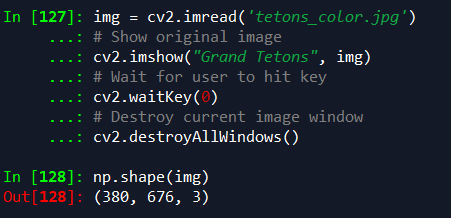 In [127]: img = cv2.imread('tetons_color.jpg')
...: # Show original image
...: cv2.imshow("Grand Tetons", img)
...: # Wait for user to hit key
...: cv2.waitKey(0)
...: # Destroy current image window
...: cv2.destroyAllWindows()
In [128]: np.shape(img)
Out[128]: (380, 676, 3)